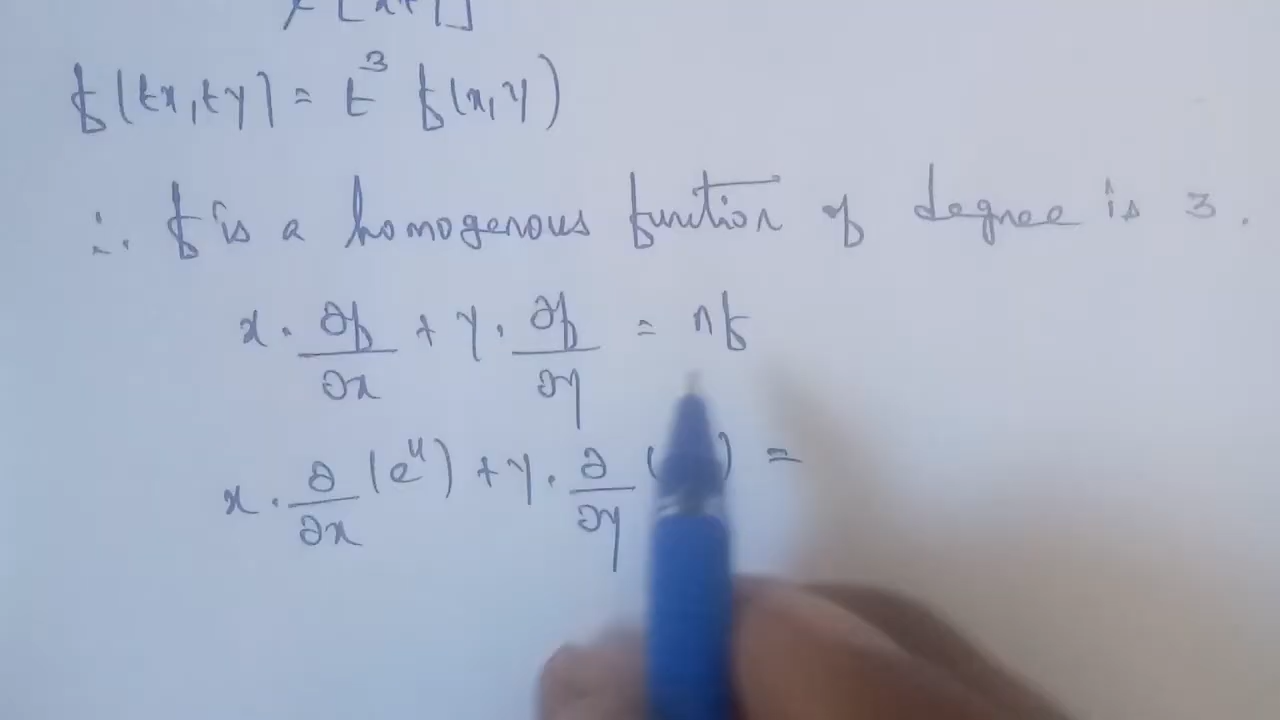 f(tx,ty) = t³ f(x,y)
∴ f is a homogenous function of degree is 3.
x · ∂f/∂x + y · ∂f/∂y = nf
x · ∂/∂x (eᵘ) + y · ∂/∂y ( ) =